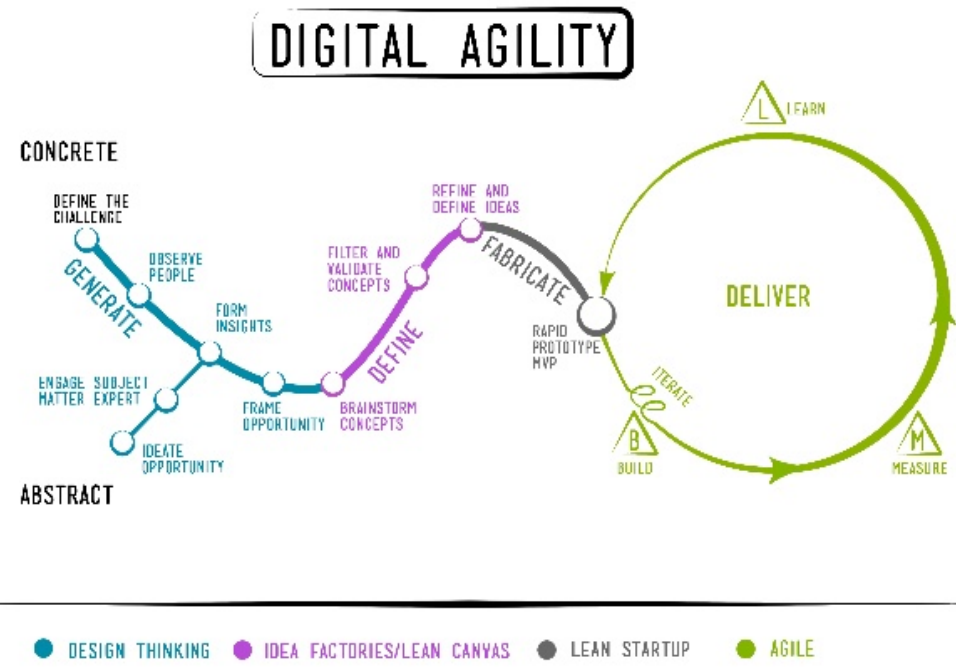 DIGITAL AGILITY
CONCRETE
DEFINE THE
CHALLENGE
GENERATE
OBSERVE
PEOPLE
FORM
INSIGHTS
ENGAGE SUBJECT
MATTER EXPERT
IDEATE
OPPORTUNITY
FRAME
OPPORTUNITY
BRAINSTORM
CONCEPTS
DEFINE
FILTER AND
VALIDATE
CONCEPTS
REFINE AND
DEFINE IDEAS
FABRICATE
RAPID
PROTOTYPE
MVP
L
LEARN
DELIVER
ITERATE
B
BUILD
M
MEASURE
ABSTRACT
DESIGN THINKING
IDEA FACTORIES/LEAN CANVAS
LEAN STARTUP
AGILE